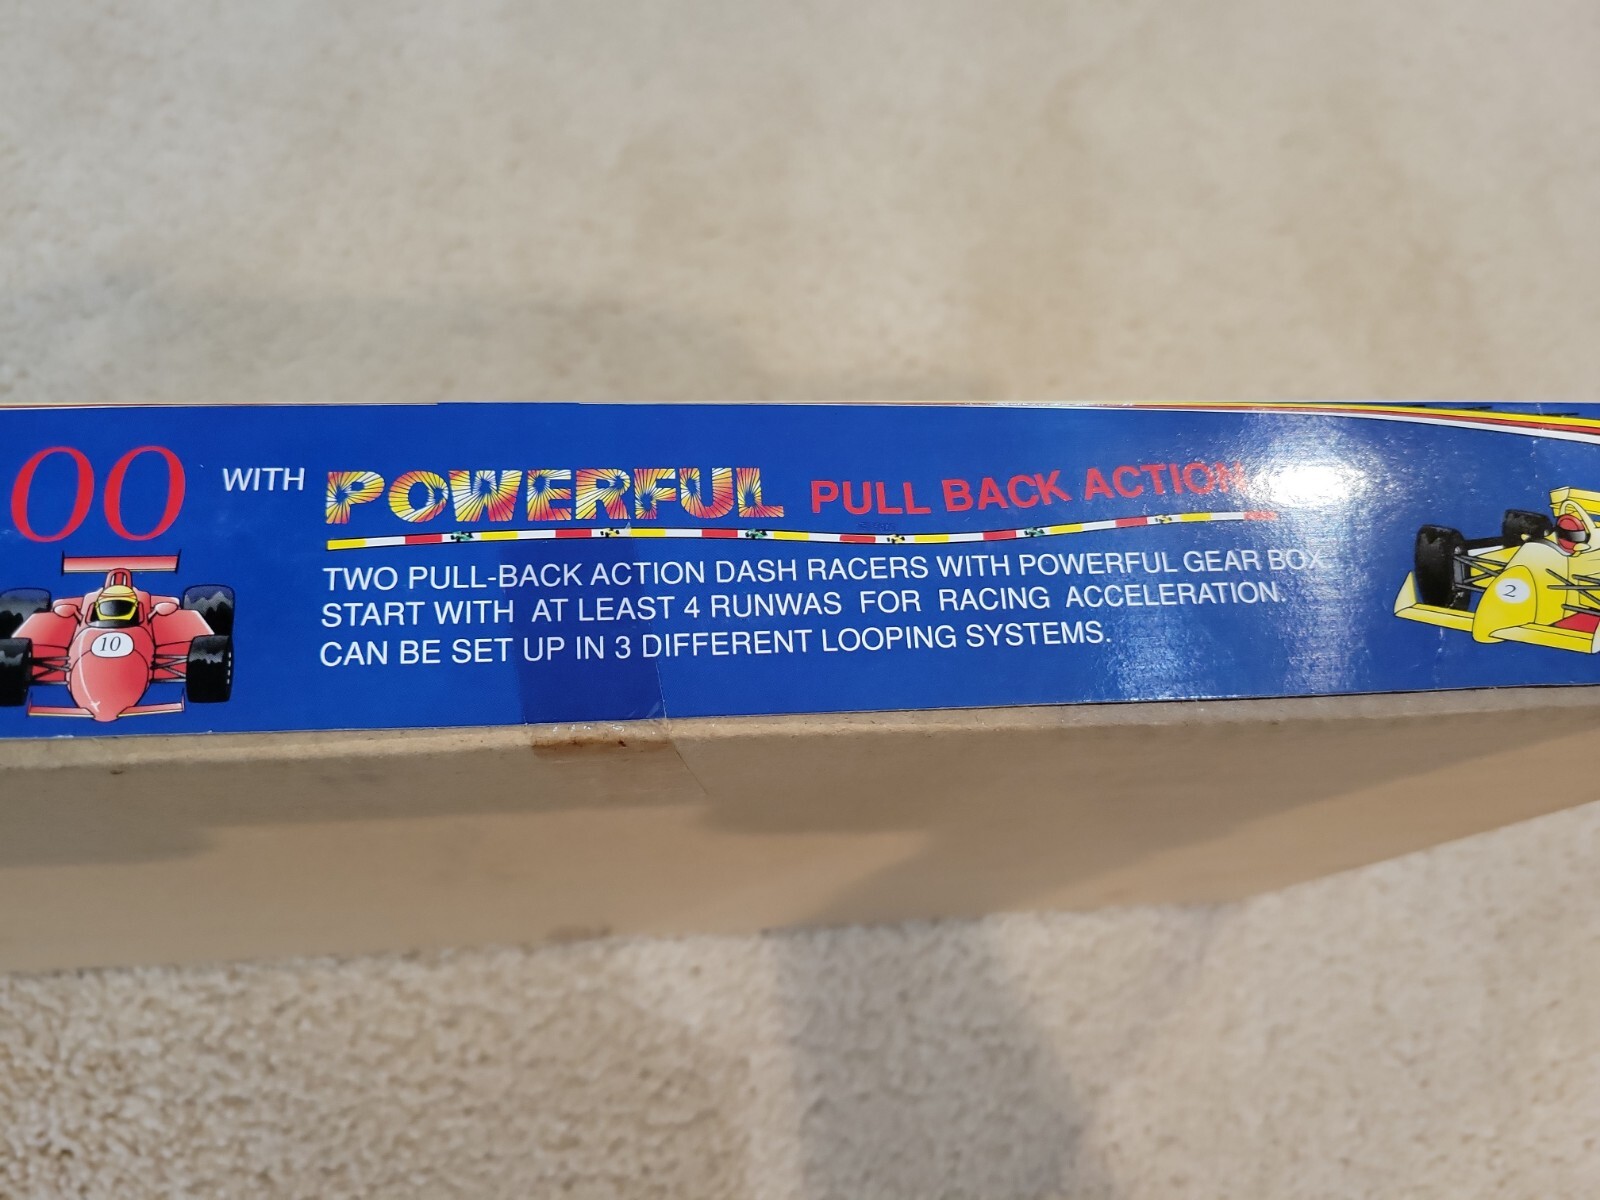 OO WITH POWERFUL PULL BACK ACTION
TWO PULL-BACK ACTION DASH RACERS WITH POWERFUL GEAR BOX
START WITH AT LEAST 4 RUNWAS FOR RACING ACCELERATION.
CAN BE SET UP IN 3 DIFFERENT LOOPING SYSTEMS.
10
2